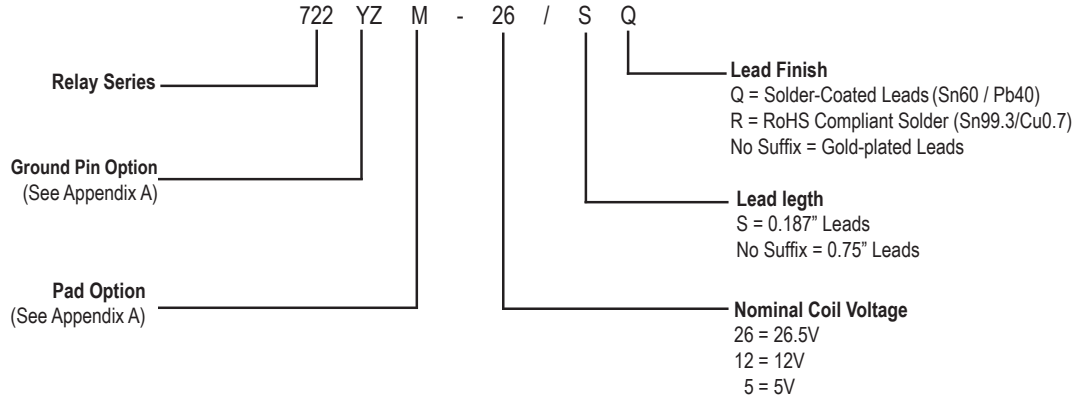 722 YZ M - 26 / S Q
Relay Series
Ground Pin Option
(See Appendix A)
Pad Option
(See Appendix A)
Lead Finish
Q = Solder-Coated Leads (Sn60 / Pb40)
R = RoHS Compliant Solder (Sn99.3/Cu0.7)
No Suffix = Gold-plated Leads
Lead legth
S = 0.187” Leads
No Suffix = 0.75” Leads
Nominal Coil Voltage
26 = 26.5V
12 = 12V
5 = 5V